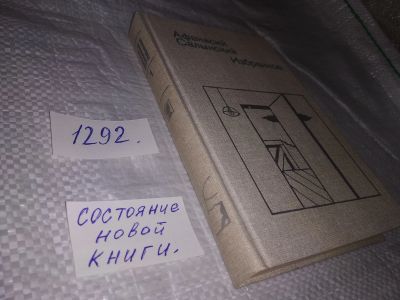 Афанасий
Салынский
Избранное
1292.
СОСТОЯНИЕ
НОВОЙ
КНИГИ.